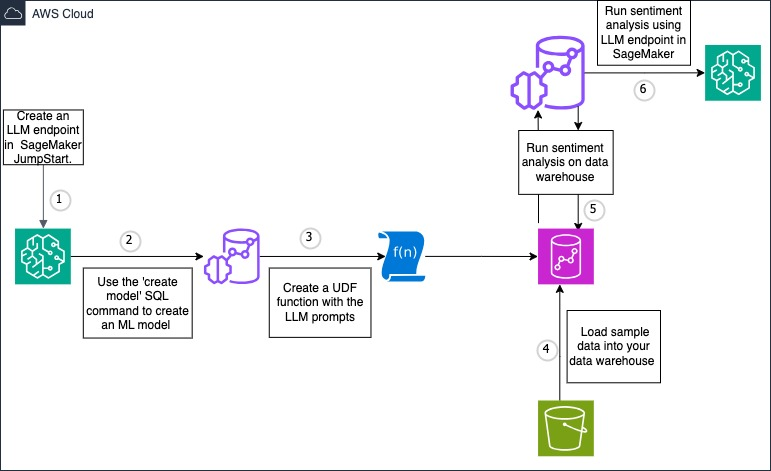 AWS Cloud
Create an
LLM endpoint
in SageMaker
JumpStart.
1
2
Use the 'create
model' SQL
command to create
an ML model
3
Create a UDF
function with the
LLM prompts
f(n)
4
Load sample
data into your
data warehouse
5
Run sentiment
analysis on data
warehouse
Run sentiment
analysis using
LLM endpoint in
SageMaker
6